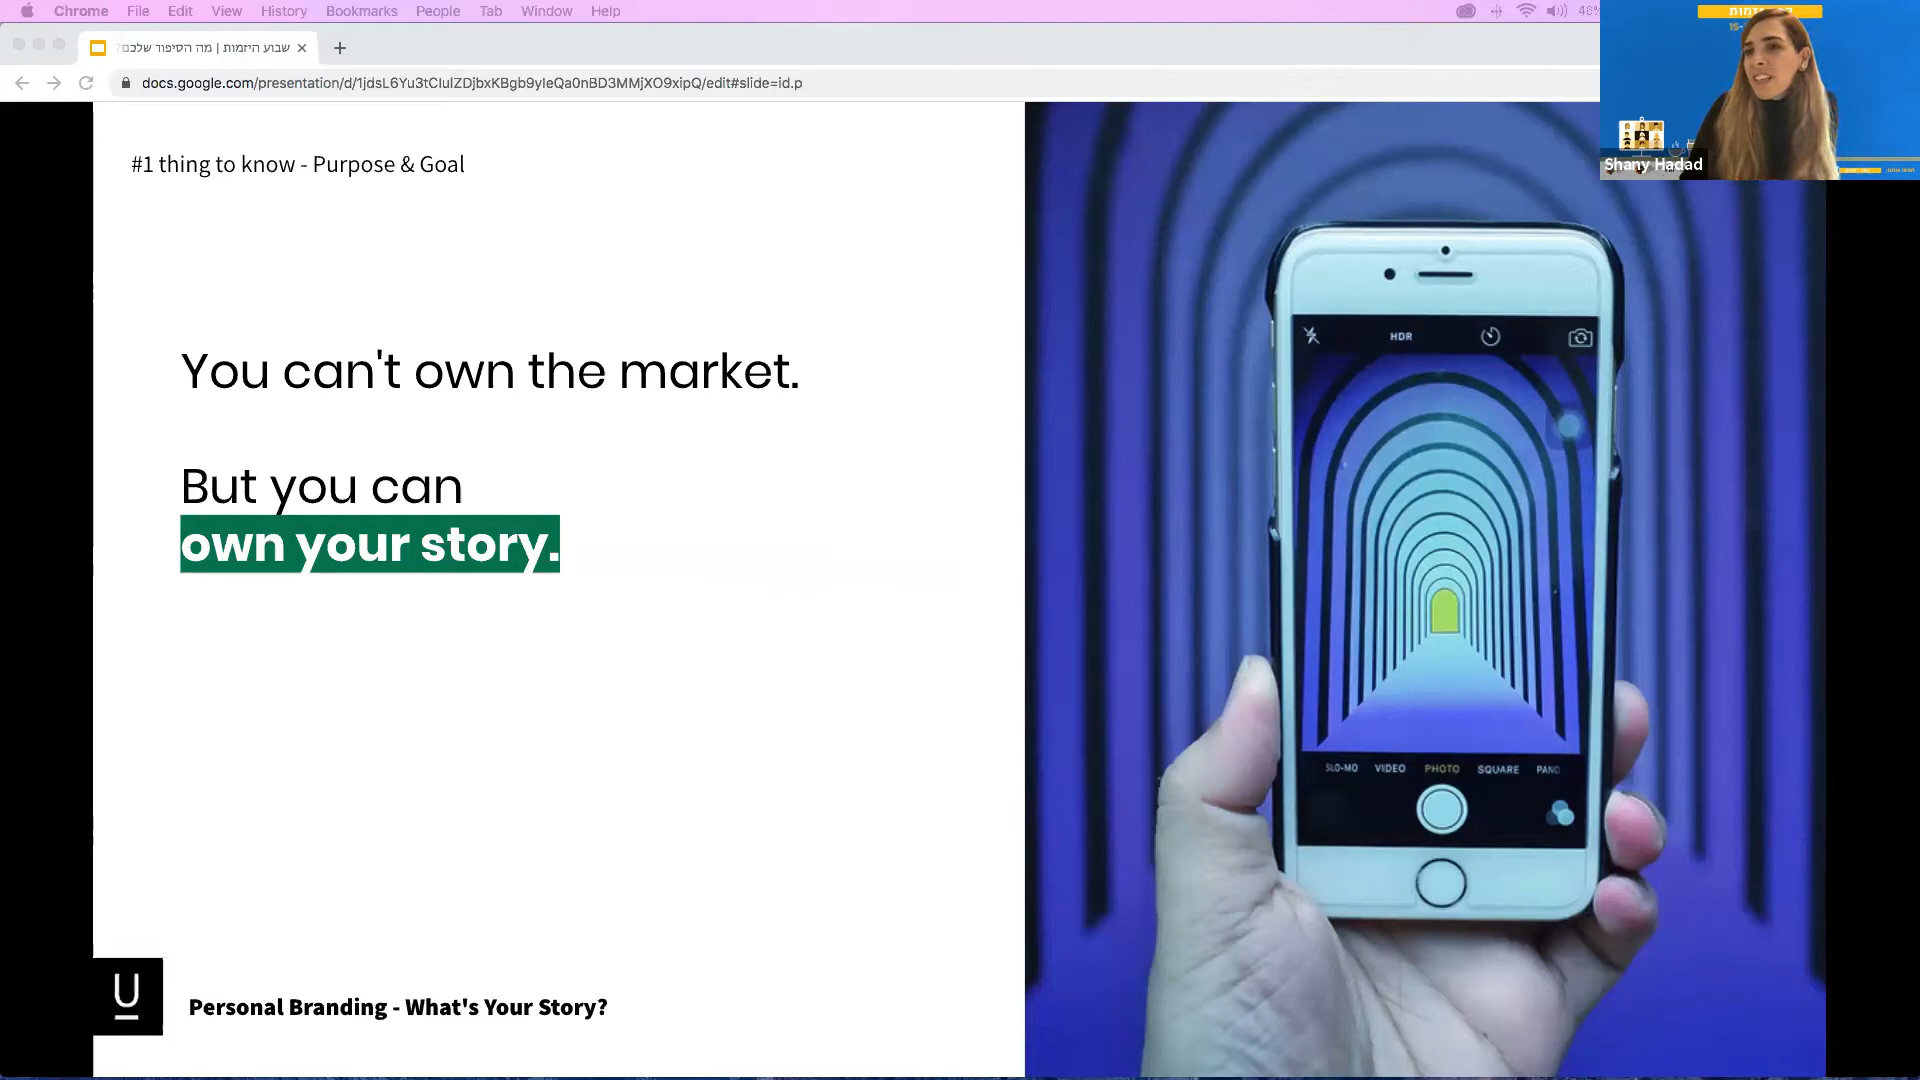 Chrome File Edit View History Bookmarks People Tab Window Help
שבוע היזמות | מה הסיפור שלכם?
docs.google.com/presentation/d/1jdsL6Yu3tCIulZDjbxKBgb9yIeQa0nBD3MMjXO9xipQ/edit#slide=id.p
Shany Hadad
#1 thing to know - Purpose & Goal
You can't own the market.
But you can
own your story.
HDR
SLO-MO VIDEO PHOTO SQUARE PANO
U
Personal Branding - What's Your Story?